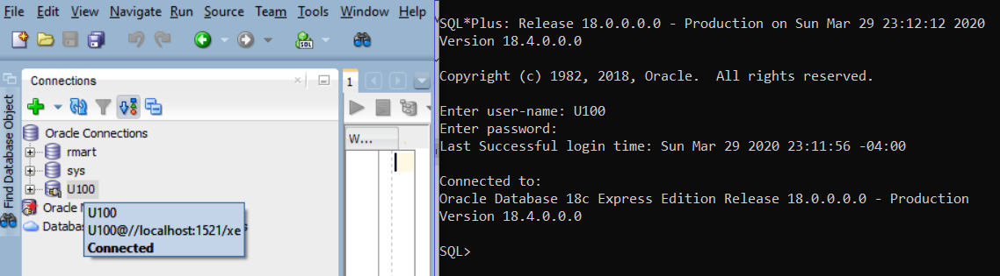 File Edit View Navigate Run Source Team Tools Window Help
SQL
Find Database Object
Connections
1
Oracle Connections
W...
rmart
sys
U100
Oracle
U100
Databas
U100@//localhost:1521/xe
s
Connected
SQL*Plus: Release 18.0.0.0.0 - Production on Sun Mar 29 23:12:12 2020
Version 18.4.0.0.0
Copyright (c) 1982, 2018, Oracle.  All rights reserved.
Enter user-name: U100
Enter password:
Last Successful login time: Sun Mar 29 2020 23:11:56 -04:00
Connected to:
Oracle Database 18c Express Edition Release 18.0.0.0.0 - Production
Version 18.4.0.0.0
SQL>